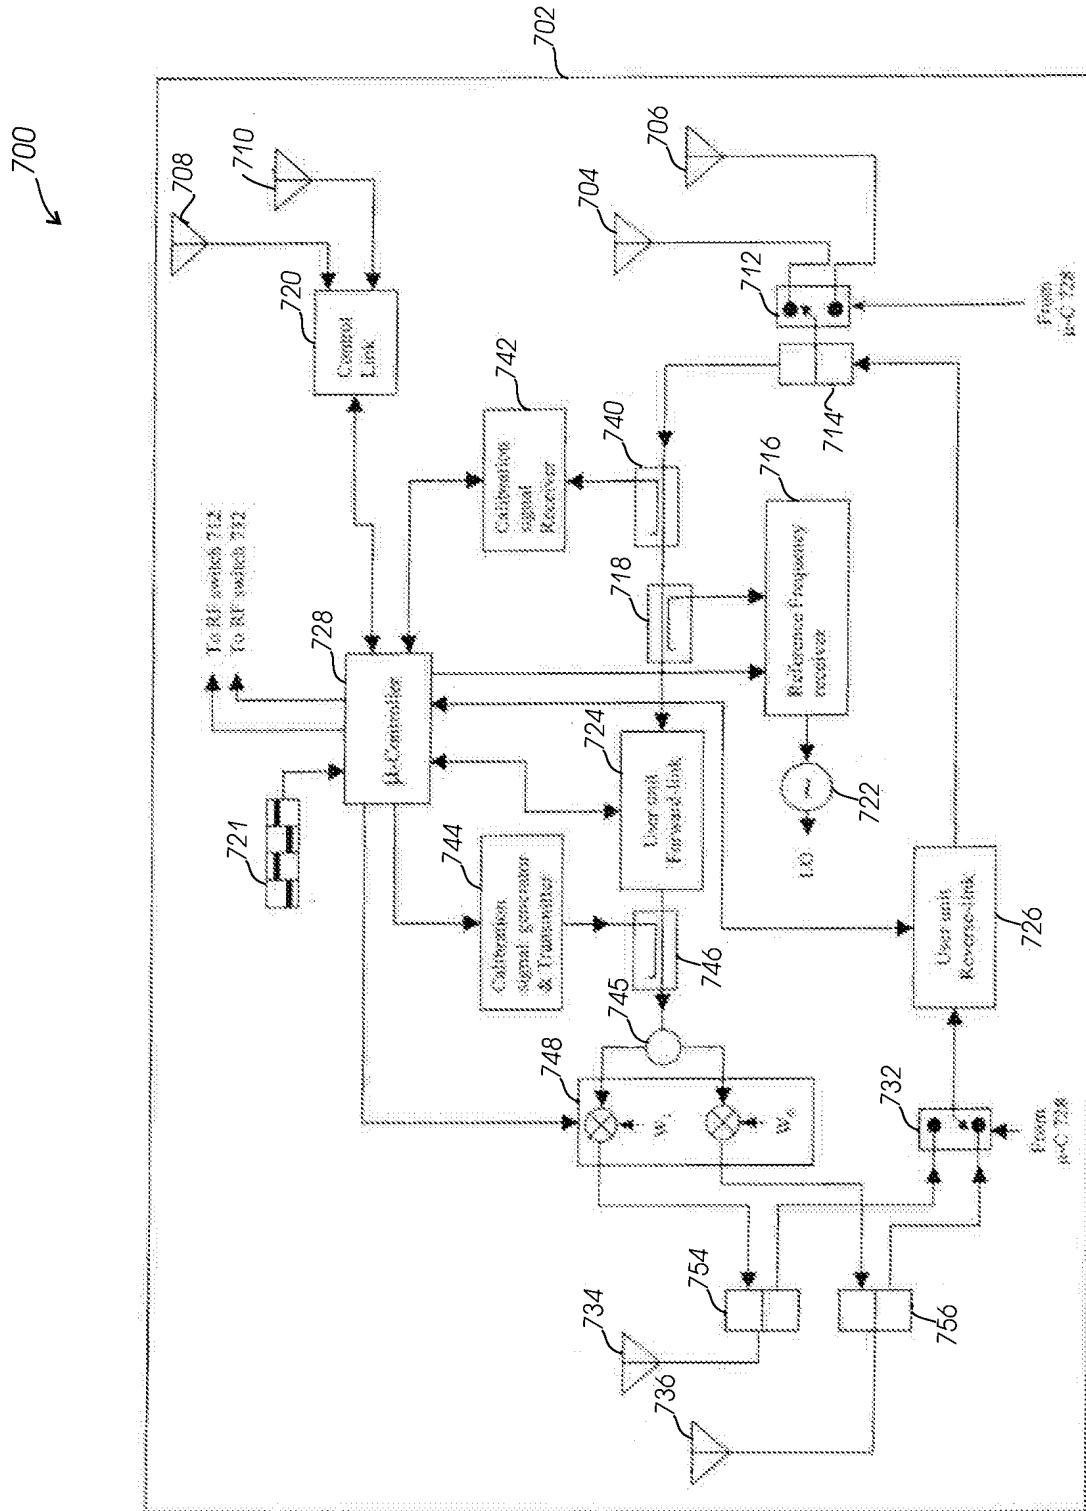 700
702
708
710
720
Control
Link
704
706
712
From
μ-C 728
714
742
Calibration
signal
Receiver
740
718
716
Reference Frequency
receiver
To RF switch 712
To RF switch 732
728
μ-Controller
721
724
User unit
Forward-link
722
LO
744
Calibration
signal generator
& Transmitter
746
745
726
User unit
Reverse-link
748
W1
W0
732
From
μ-C 728
754
756
734
736